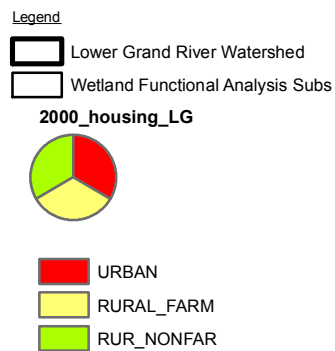 Legend
Lower Grand River Watershed
Wetland Functional Analysis Subs
2000_housing_LG
URBAN
RURAL_FARM
RUR_NONFAR